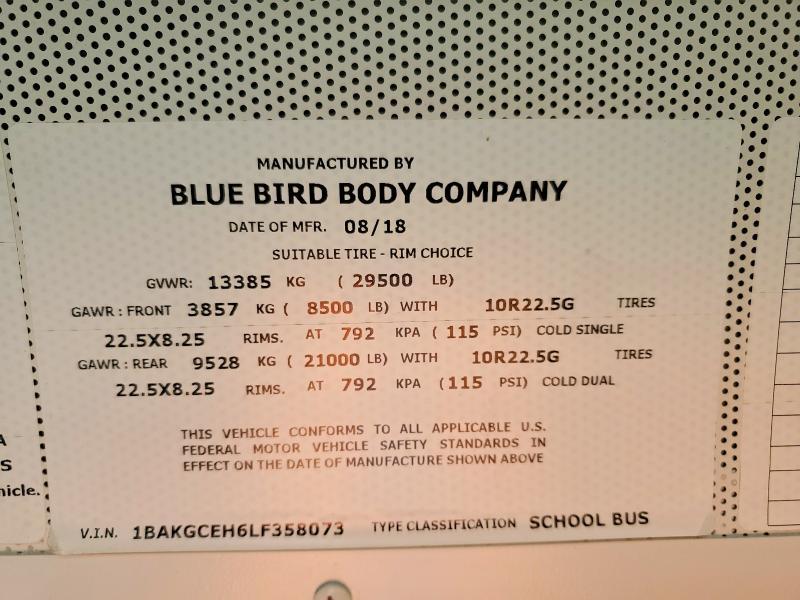 MANUFACTURED BY
BLUE BIRD BODY COMPANY
DATE OF MFR. 08/18
SUITABLE TIRE - RIM CHOICE
GVWR: 13385 KG ( 29500 LB)
GAWR : FRONT 3857 KG ( 8500 LB) WITH 10R22.5G TIRES
22.5X8.25 RIMS. AT 792 KPA ( 115 PSI) COLD SINGLE
GAWR : REAR 9528 KG ( 21000 LB) WITH 10R22.5G TIRES
22.5X8.25 RIMS. AT 792 KPA ( 115 PSI) COLD DUAL
THIS VEHICLE CONFORMS TO ALL APPLICABLE U.S.
FEDERAL MOTOR VEHICLE SAFETY STANDARDS IN
EFFECT ON THE DATE OF MANUFACTURE SHOWN ABOVE
V.I.N. 1BAKGCEH6LF358073 TYPE CLASSIFICATION SCHOOL BUS